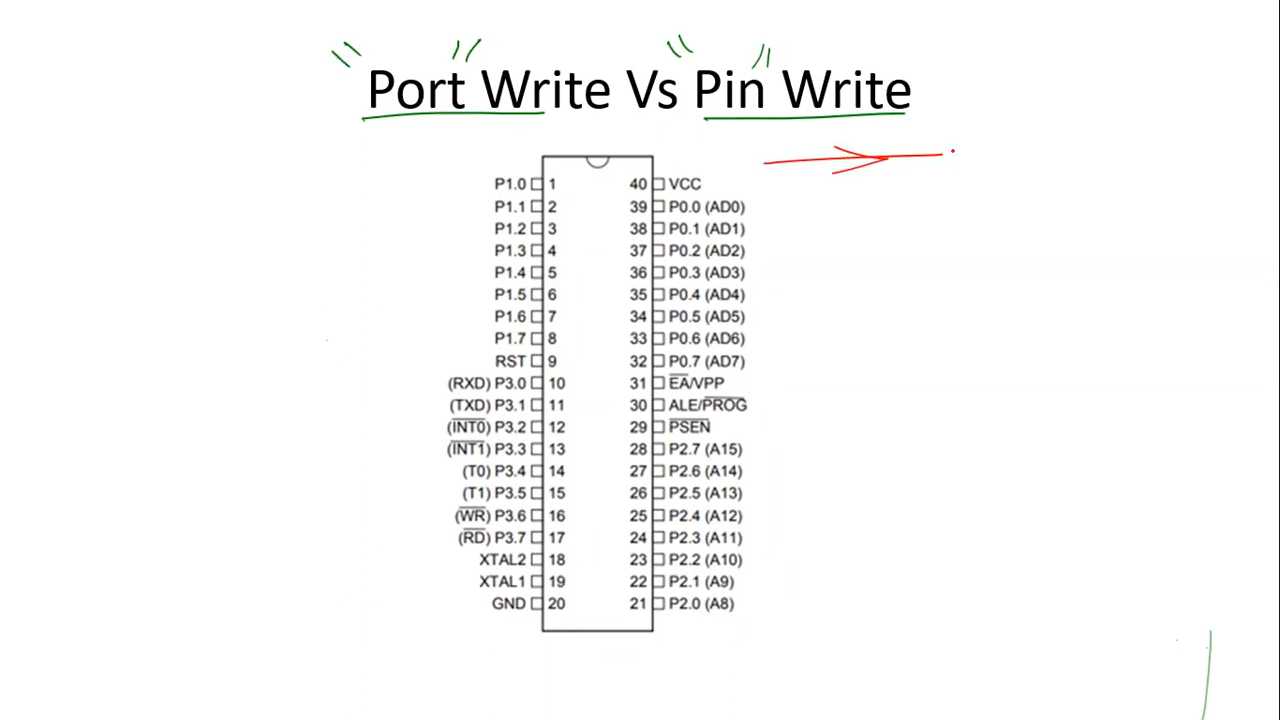 Port Write Vs Pin Write
P1.0 1 40 VCC
P1.1 2 39 P0.0 (AD0)
P1.2 3 38 P0.1 (AD1)
P1.3 4 37 P0.2 (AD2)
P1.4 5 36 P0.3 (AD3)
P1.5 6 35 P0.4 (AD4)
P1.6 7 34 P0.5 (AD5)
P1.7 8 33 P0.6 (AD6)
RST 9 32 P0.7 (AD7)
(RXD) P3.0 10 31 E̅A̅/VPP
(TXD) P3.1 11 30 ALE/P̅R̅O̅G̅
(I̅N̅T̅0̅) P3.2 12 29 P̅S̅E̅N̅
(I̅N̅T̅1̅) P3.3 13 28 P2.7 (A15)
(T0) P3.4 14 27 P2.6 (A14)
(T1) P3.5 15 26 P2.5 (A13)
(W̅R̅) P3.6 16 25 P2.4 (A12)
(R̅D̅) P3.7 17 24 P2.3 (A11)
XTAL2 18 23 P2.2 (A10)
XTAL1 19 22 P2.1 (A9)
GND 20 21 P2.0 (A8)